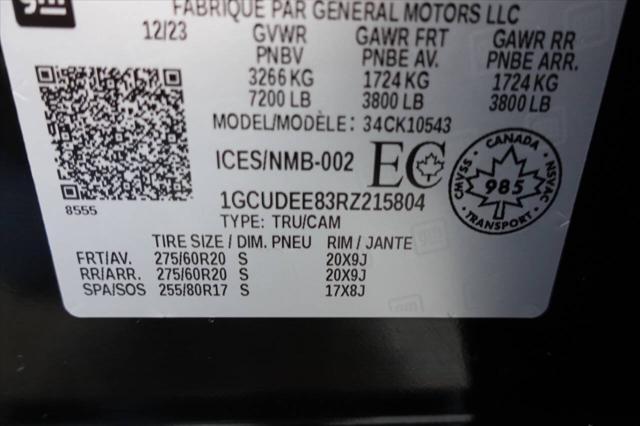 gm
FABRIQUÉ PAR GENERAL MOTORS LLC
12/23 GVWR GAWR FRT GAWR RR
PNBV PNBE AV. PNBE ARR.
3266 KG 1724 KG 1724 KG
7200 LB 3800 LB 3800 LB
MODEL/MODÈLE: 34CK10543
ICES/NMB-002 EC
CANADA
CMVSS 985 NSVAC
TRANSPORT
8555 1GCUDEE83RZ215804
TYPE: TRU/CAM
TIRE SIZE / DIM. PNEU RIM / JANTE
FRT/AV. 275/60R20 S 20X9J
RR/ARR. 275/60R20 S 20X9J
SPA/SOS 255/80R17 S 17X8J